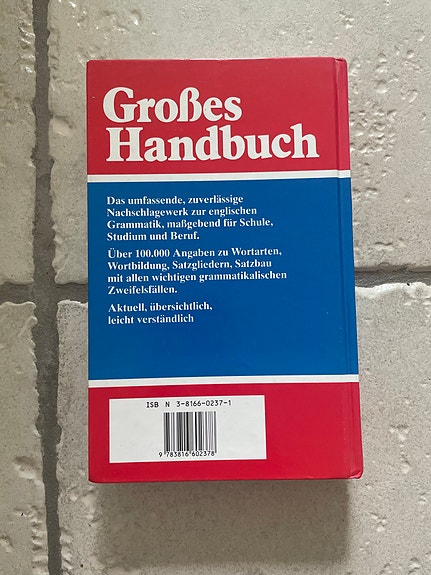 Großes
Handbuch
Das umfassende, zuverlässige
Nachschlagewerk zur englischen
Grammatik, maßgebend für Schule,
Studium und Beruf.
Über 100.000 Angaben zu Wortarten,
Wortbildung, Satzgliedern, Satzbau
mit allen wichtigen grammatikalischen
Zweifelsfällen.
Aktuell, übersichtlich,
leicht verständlich
ISB N 3-8166-0237-1
9 783816 602378